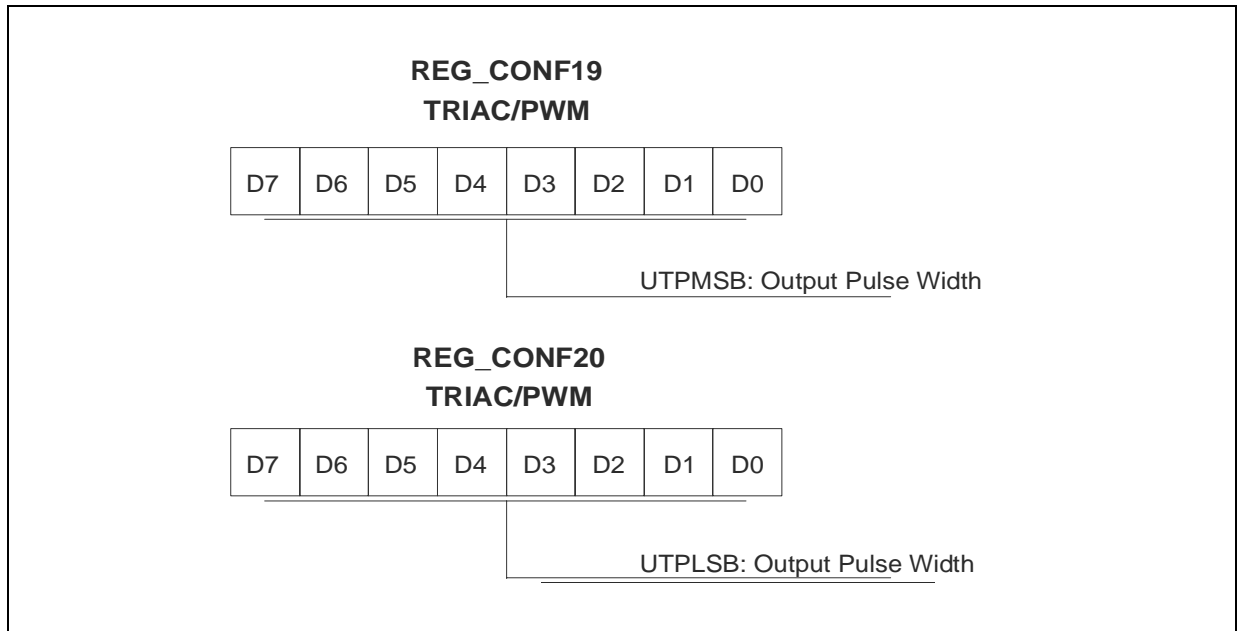 REG_CONF19
TRIAC/PWM
D7 D6 D5 D4 D3 D2 D1 D0
UTPMSB: Output Pulse Width
REG_CONF20
TRIAC/PWM
D7 D6 D5 D4 D3 D2 D1 D0
UTPLSB: Output Pulse Width